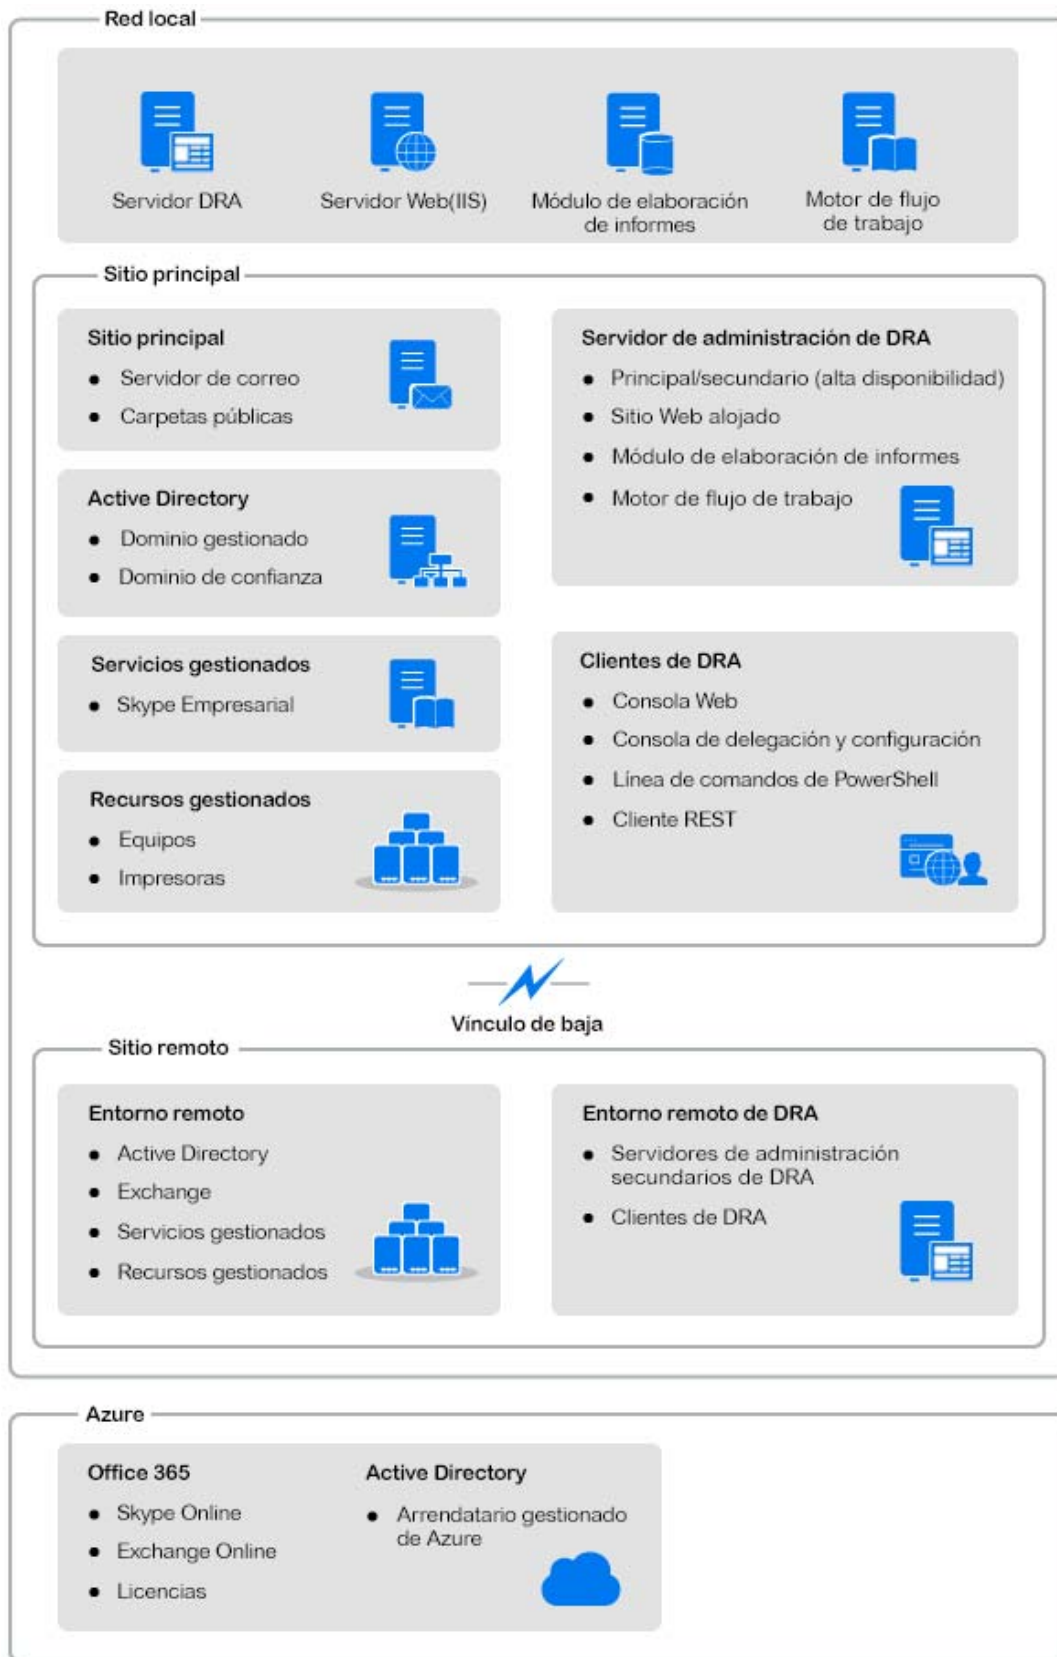 Red local
Servidor DRA
Servidor Web(IIS)
Módulo de elaboración
de informes
Motor de flujo
de trabajo
Sitio principal
Sitio principal
● Servidor de correo
● Carpetas públicas
Active Directory
● Dominio gestionado
● Dominio de confianza
Servicios gestionados
● Skype Empresarial
Recursos gestionados
● Equipos
● Impresoras
Servidor de administración de DRA
● Principal/secundario (alta disponibilidad)
● Sitio Web alojado
● Módulo de elaboración de informes
● Motor de flujo de trabajo
Clientes de DRA
● Consola Web
● Consola de delegación y configuración
● Línea de comandos de PowerShell
● Cliente REST
Vínculo de baja
Sitio remoto
Entorno remoto
● Active Directory
● Exchange
● Servicios gestionados
● Recursos gestionados
Entorno remoto de DRA
● Servidores de administración
secundarios de DRA
● Clientes de DRA
Azure
Office 365
● Skype Online
● Exchange Online
● Licencias
Active Directory
● Arrendatario gestionado
de Azure